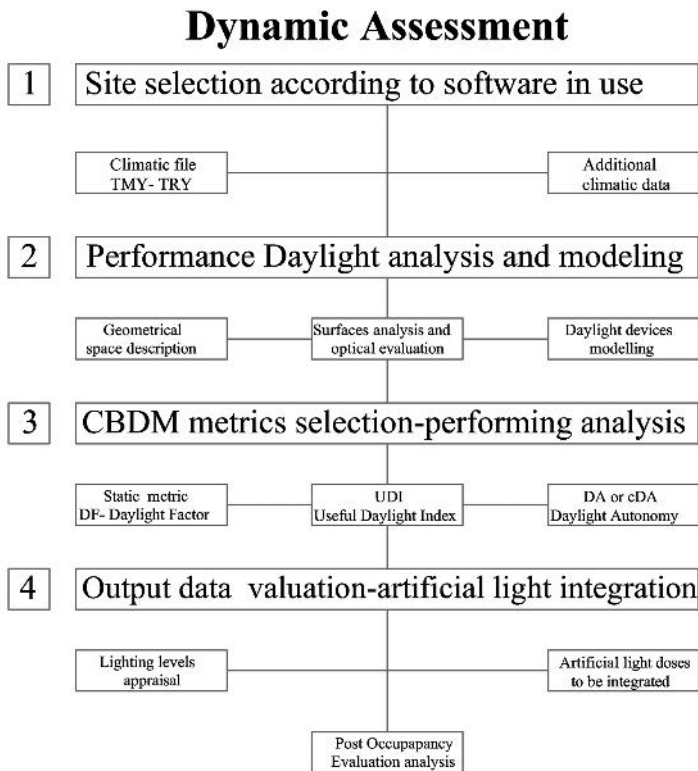 Dynamic Assessment
1
Site selection according to software in use
Climatic file
TMY- TRY
Additional
climatic data
2
Performance Daylight analysis and modeling
Geometrical
space description
Surfaces analysis and
optical evaluation
Daylight devices
modelling
3
CBDM metrics selection-performing analysis
Static metric
DF- Daylight Factor
UDI
Useful Daylight Index
DA or cDA
Daylight Autonomy
4
Output data valuation-artificial light integration
Lighting levels
appraisal
Artificial light doses
to be integrated
Post Occupapancy
Evaluation analysis